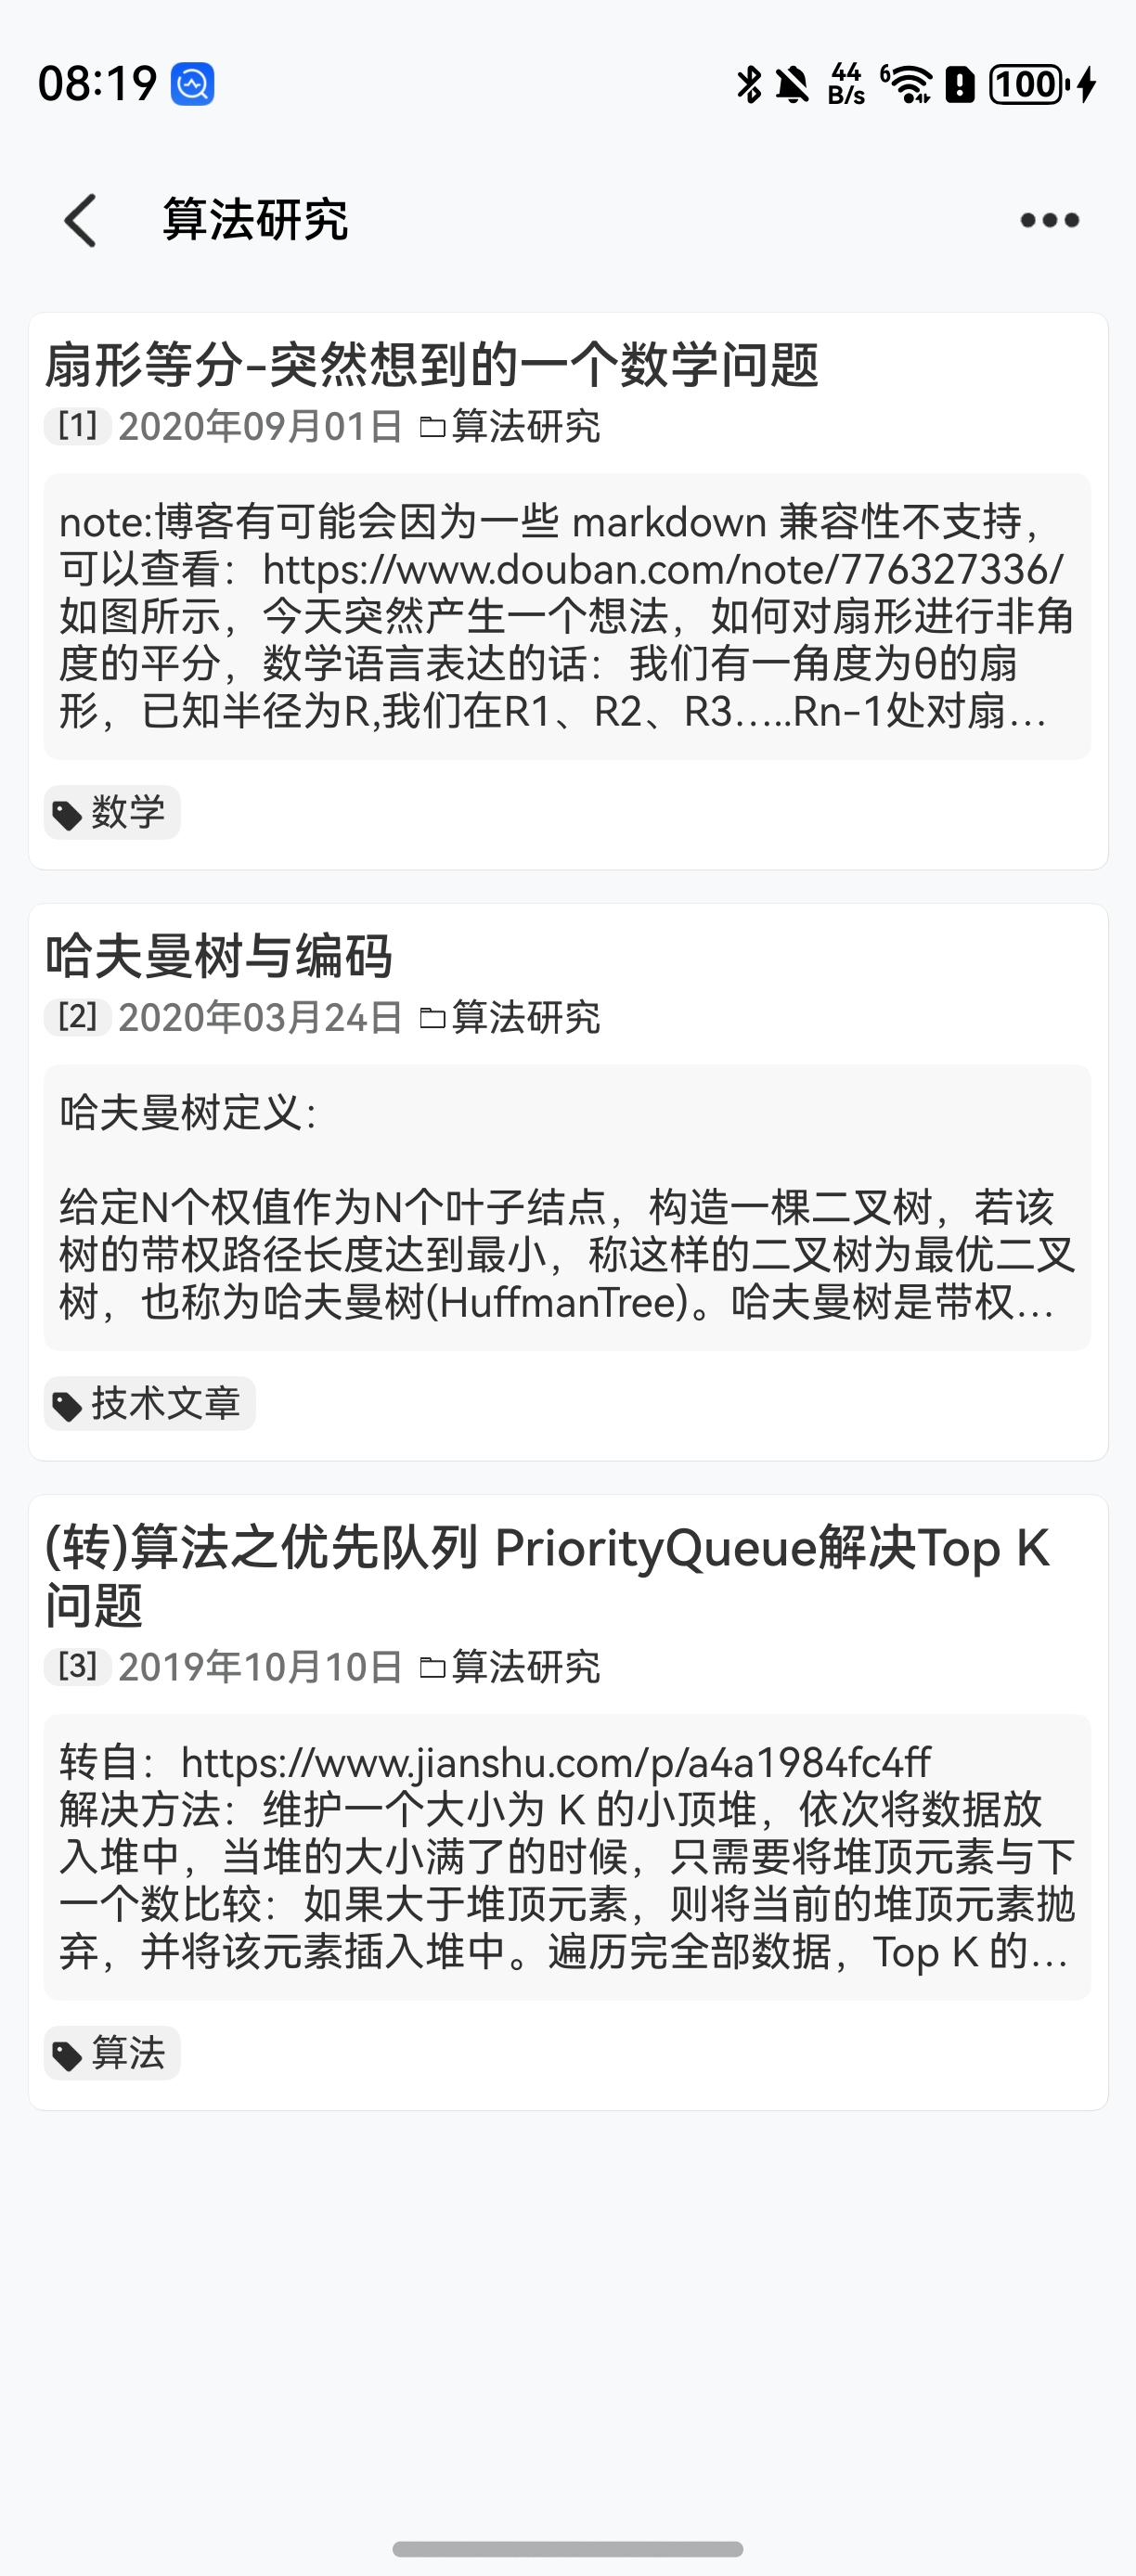 08:19
44
B/s
6
100
算法研究
扇形等分-突然想到的一个数学问题
[1] 2020年09月01日 算法研究
note:博客有可能会因为一些 markdown 兼容性不支持，
可以查看：https://www.douban.com/note/776327336/
如图所示，今天突然产生一个想法，如何对扇形进行非角
度的平分，数学语言表达的话：我们有一角度为θ的扇
形，已知半径为R,我们在R1、R2、R3…..Rn-1处对扇…
数学
哈夫曼树与编码
[2] 2020年03月24日 算法研究
哈夫曼树定义：
给定N个权值作为N个叶子结点，构造一棵二叉树，若该
树的带权路径长度达到最小，称这样的二叉树为最优二叉
树，也称为哈夫曼树(HuffmanTree)。哈夫曼树是带权…
技术文章
(转)算法之优先队列 PriorityQueue解决Top K
问题
[3] 2019年10月10日 算法研究
转自：https://www.jianshu.com/p/a4a1984fc4ff
解决方法：维护一个大小为 K 的小顶堆，依次将数据放
入堆中，当堆的大小满了的时候，只需要将堆顶元素与下
一个数比较：如果大于堆顶元素，则将当前的堆顶元素抛
弃，并将该元素插入堆中。遍历完全部数据，Top K 的…
算法